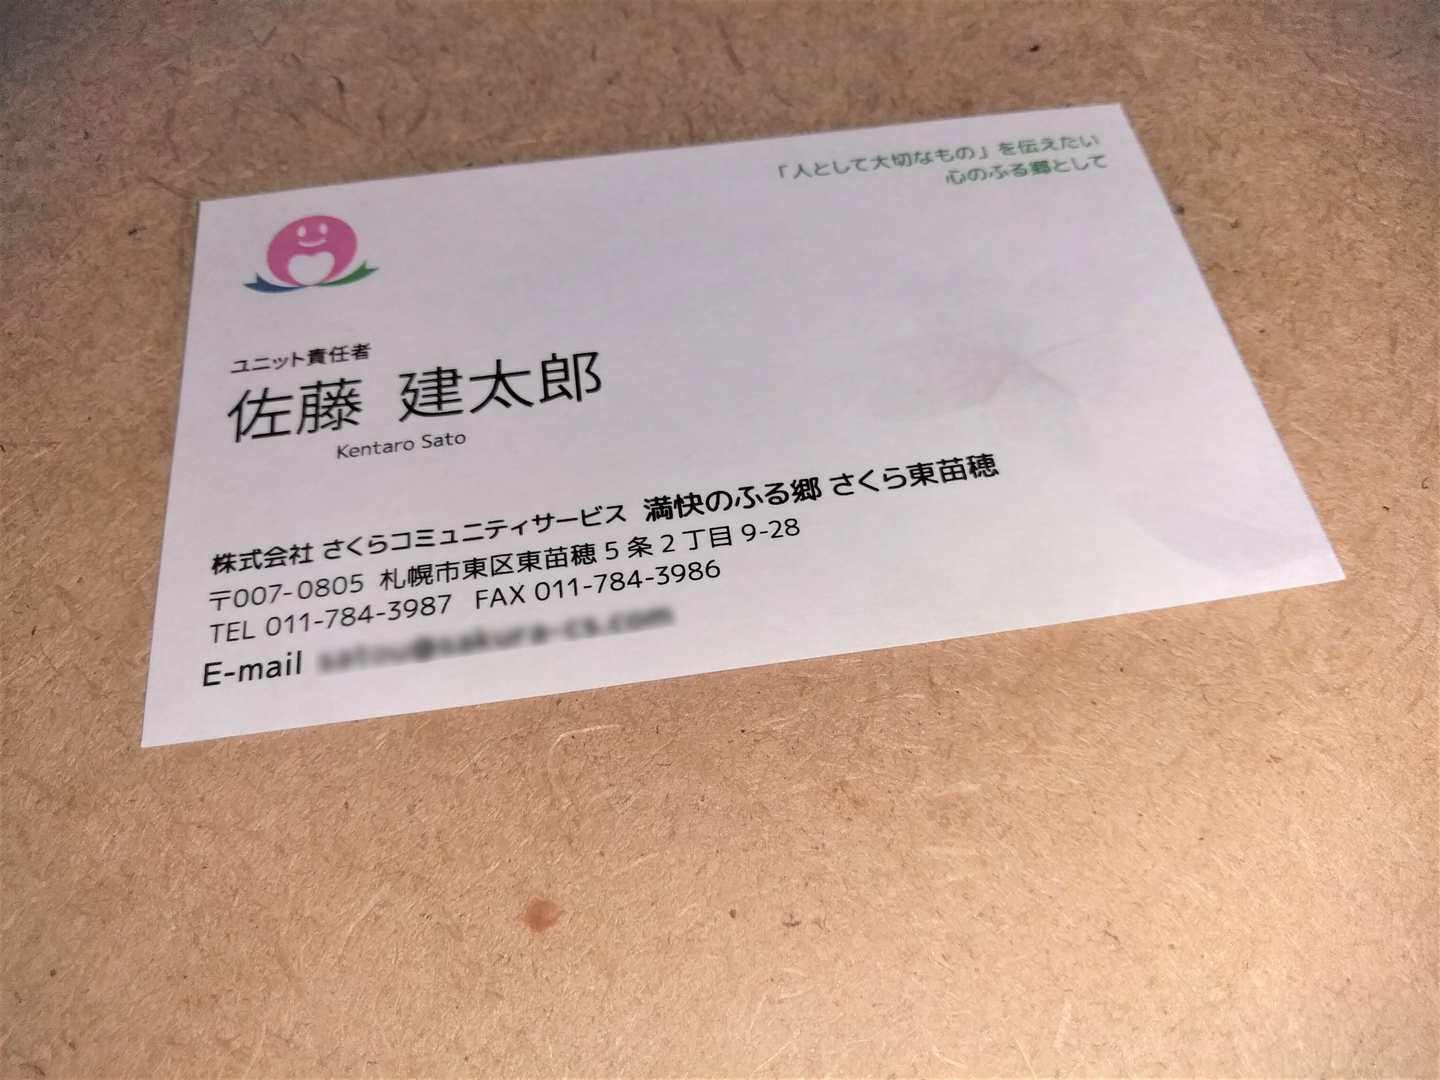 「人として大切なもの」を伝えたい
心のふる郷として
ユニット責任者
佐藤 建太郎
Kentaro Sato
株式会社 さくらコミュニティサービス 満快のふる郷 さくら東苗穂
〒007-0805 札幌市東区東苗穂5条2丁目9-28
TEL 011-784-3987 FAX 011-784-3986
E-mail